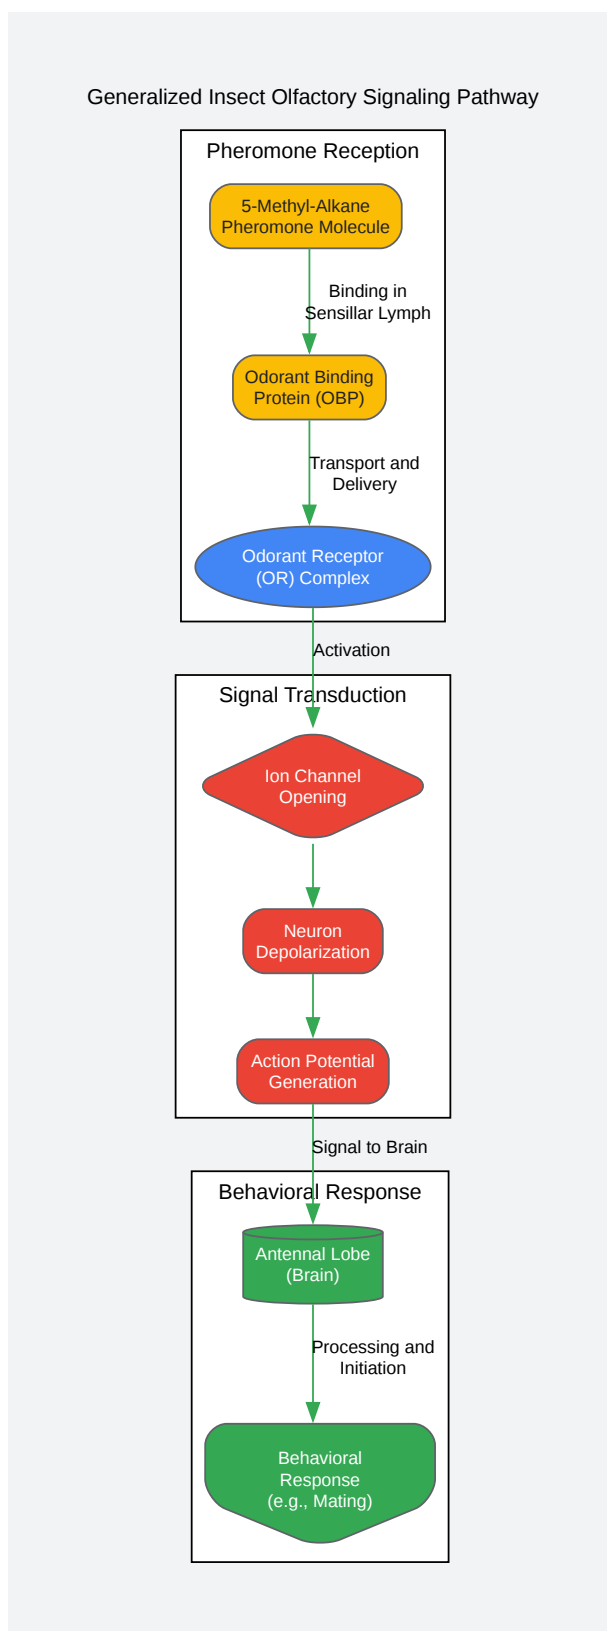 Generalized Insect Olfactory Signaling Pathway
Pheromone Reception
5-Methyl-Alkane
Pheromone Molecule
Binding in
Sensillar Lymph
Odorant Binding
Protein (OBP)
Transport and
Delivery
Odorant Receptor
(OR) Complex
Activation
Signal Transduction
Ion Channel
Opening
Neuron
Depolarization
Action Potential
Generation
Signal to Brain
Behavioral Response
Antennal Lobe
(Brain)
Processing and
Initiation
Behavioral
Response
(e.g., Mating)